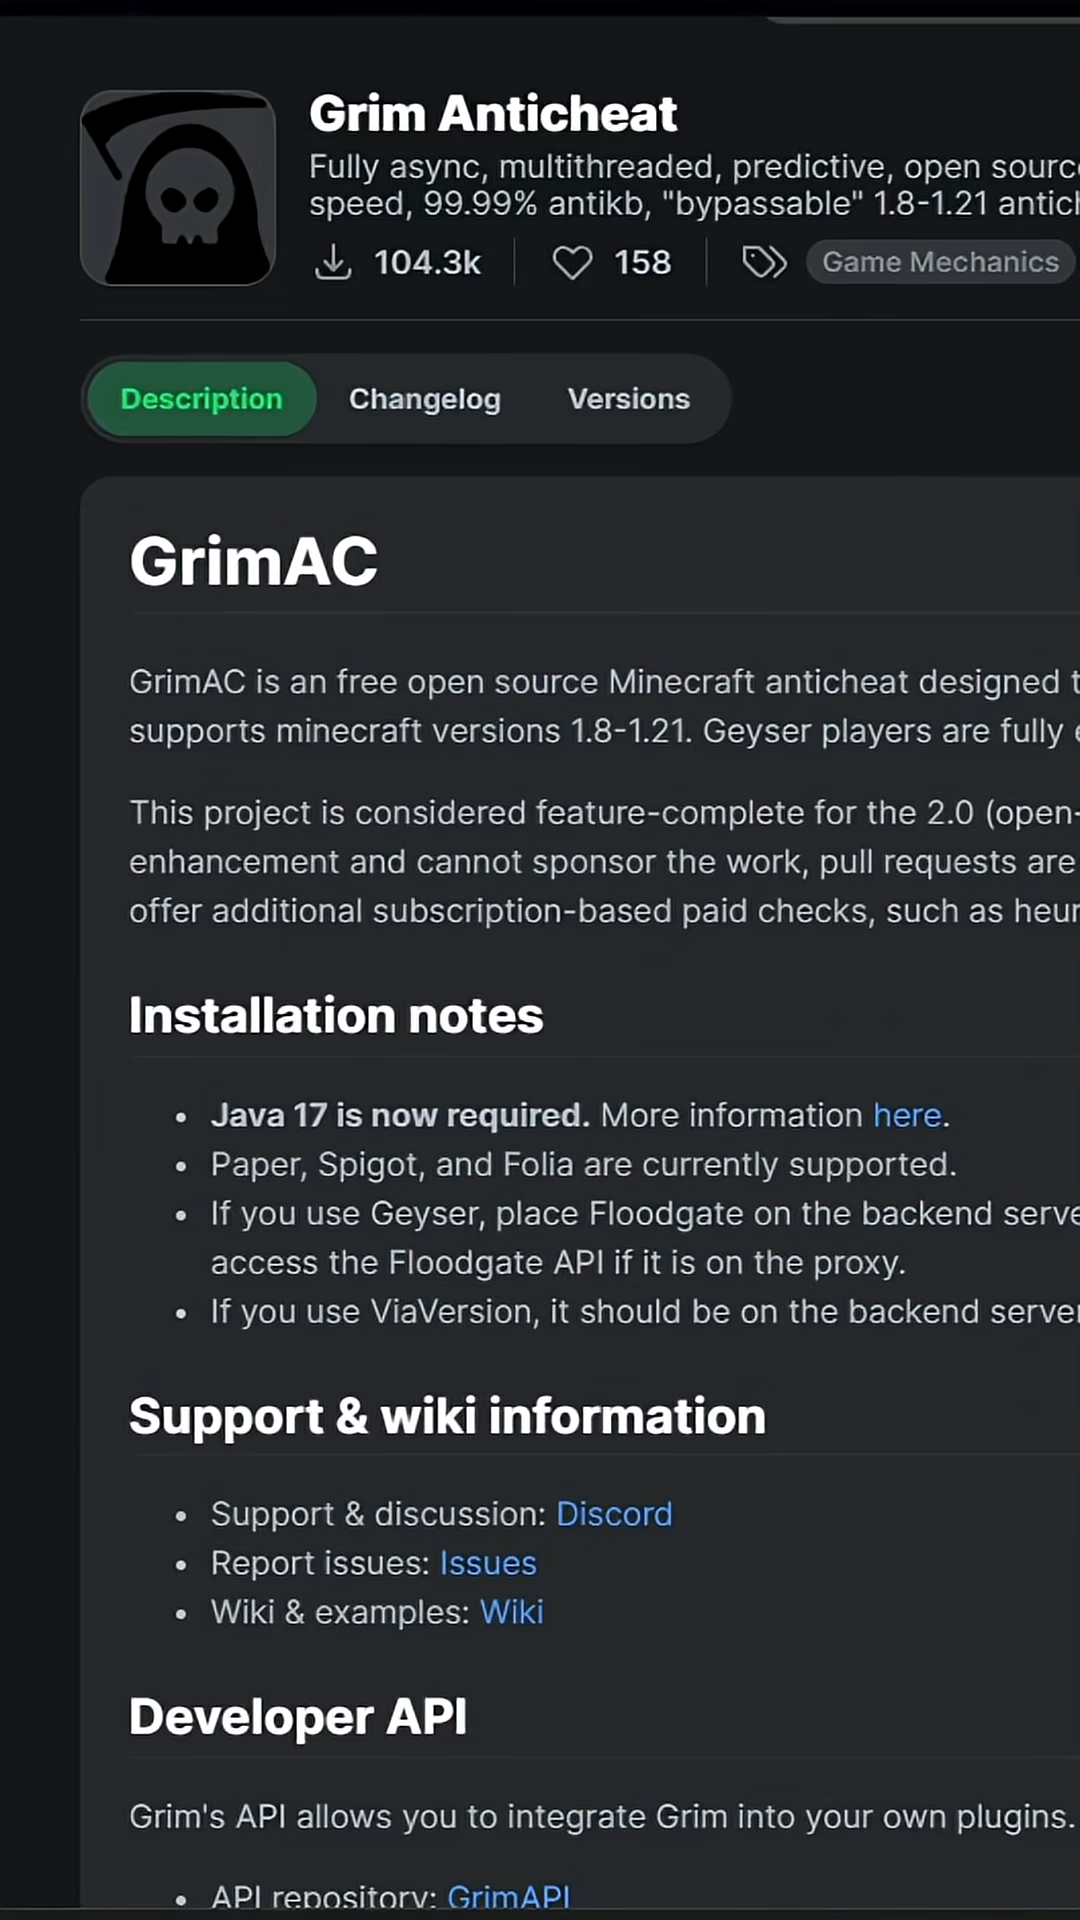 Grim Anticheat
Fully async, multithreaded, predictive, open source
speed, 99.99% antikb, "bypassable" 1.8-1.21
104.3k 158 Game Mechanics
Description Changelog Versions
GrimAC
GrimAC is an free open source Minecraft anticheat designed
supports minecraft versions 1.8-1.21. Geyser players are fully
This project is considered feature-complete for the 2.0 (open-
enhancement and cannot sponsor the work, pull requests are
offer additional subscription-based paid checks, such as
Installation notes
Java 17 is now required. More information here.
Paper, Spigot, and Folia are currently supported.
If you use Geyser, place Floodgate on the backend
access the Floodgate API if it is on the proxy.
If you use ViaVersion, it should be on the backend server
Support & wiki information
Support & discussion: Discord
Report issues: Issues
Wiki & examples: Wiki
Developer API
Grim's API allows you to integrate Grim into your own plugins.
API repository: GrimAPI